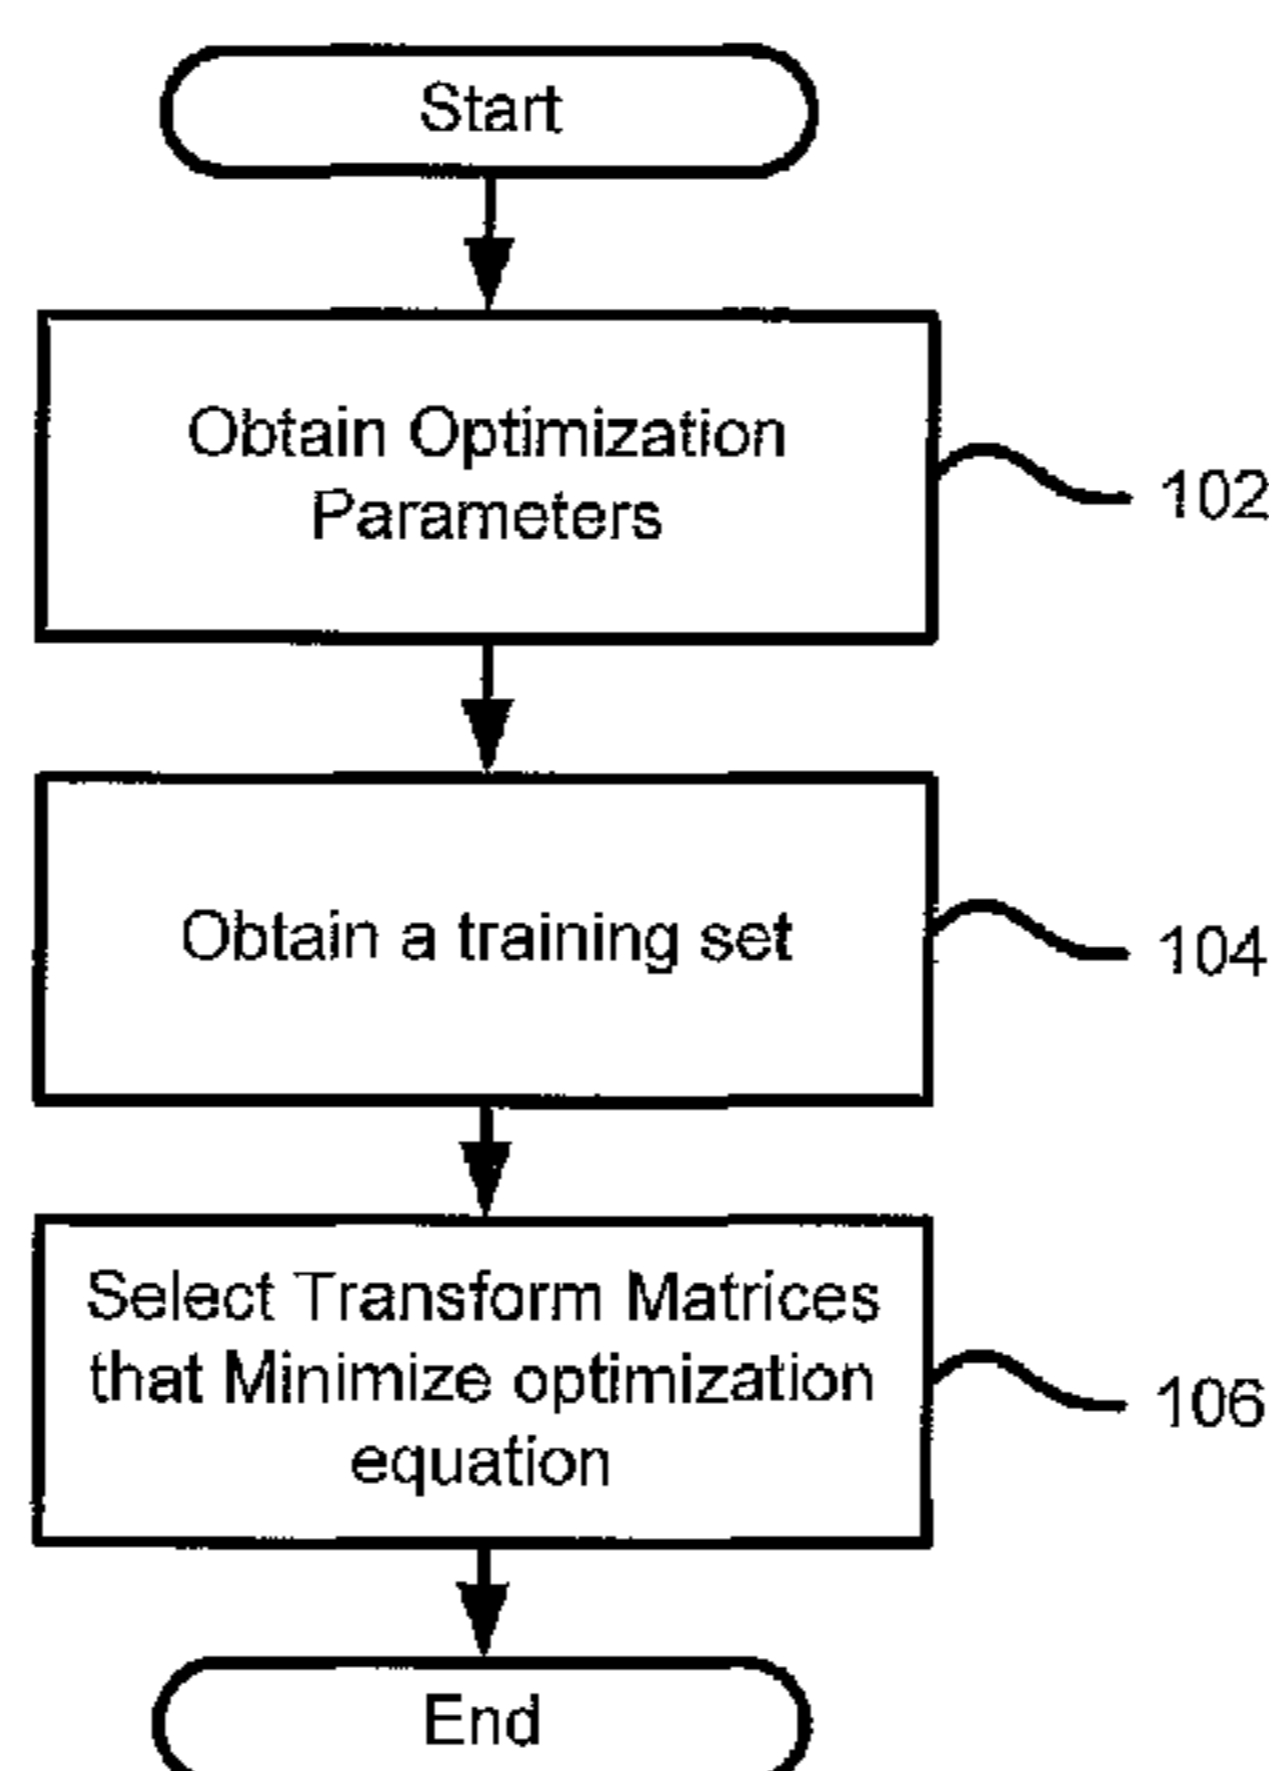 Start
Obtain Optimization
Parameters
102
Obtain a training set
104
Select Transform Matrices
that Minimize optimization
equation
106
End